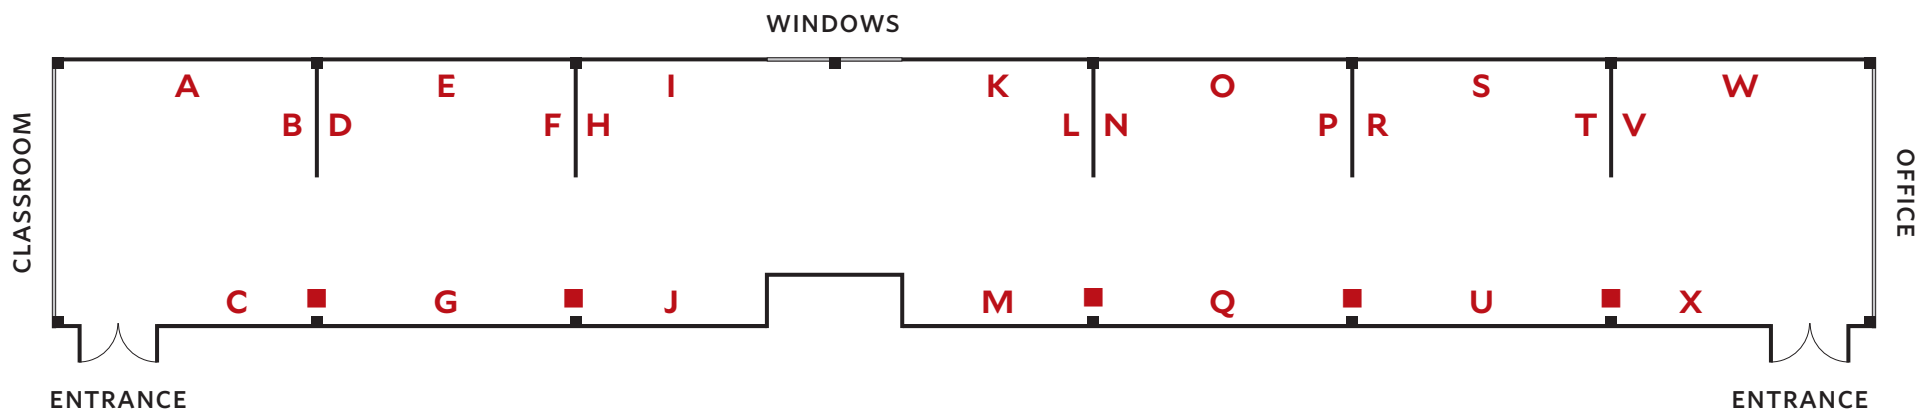 WINDOWS
A E I K O S W
B D F H L N P R T V
CLASSROOM
OFFICE
C G J M Q U X
ENTRANCE ENTRANCE